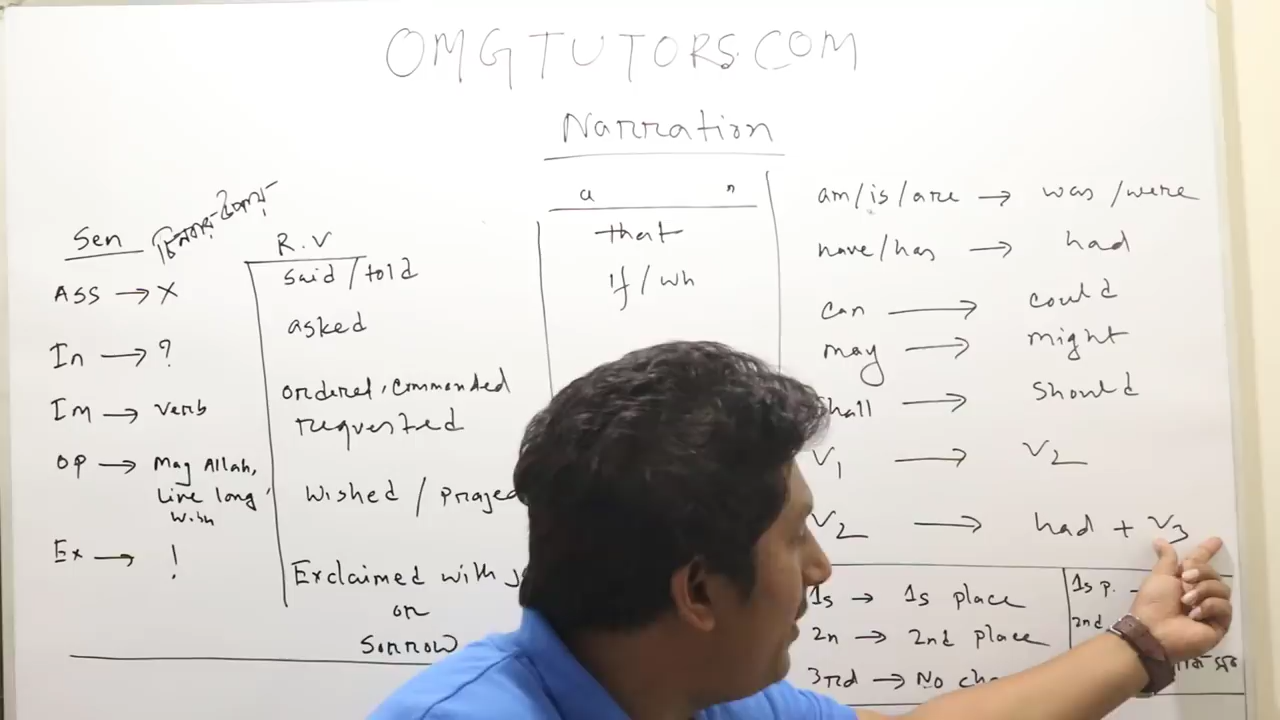 OMGTUTORS.COM
Narration
Sen
ASS → X
In → ?
Im → verb
OP → May Allah,
Live long,
Wish
Ex → !
R.V
said / told
asked
ordered, commanded
requested
wished / prayed
Exclaimed with
or
sorrow
" "
that
If / wh
am/is/are → was/were
have/has → had
can → could
may → might
shall → should
V1 → V2
V2 → had + V3
1s → 1s place
2n → 2nd place
3rd → No
1s p.
2nd